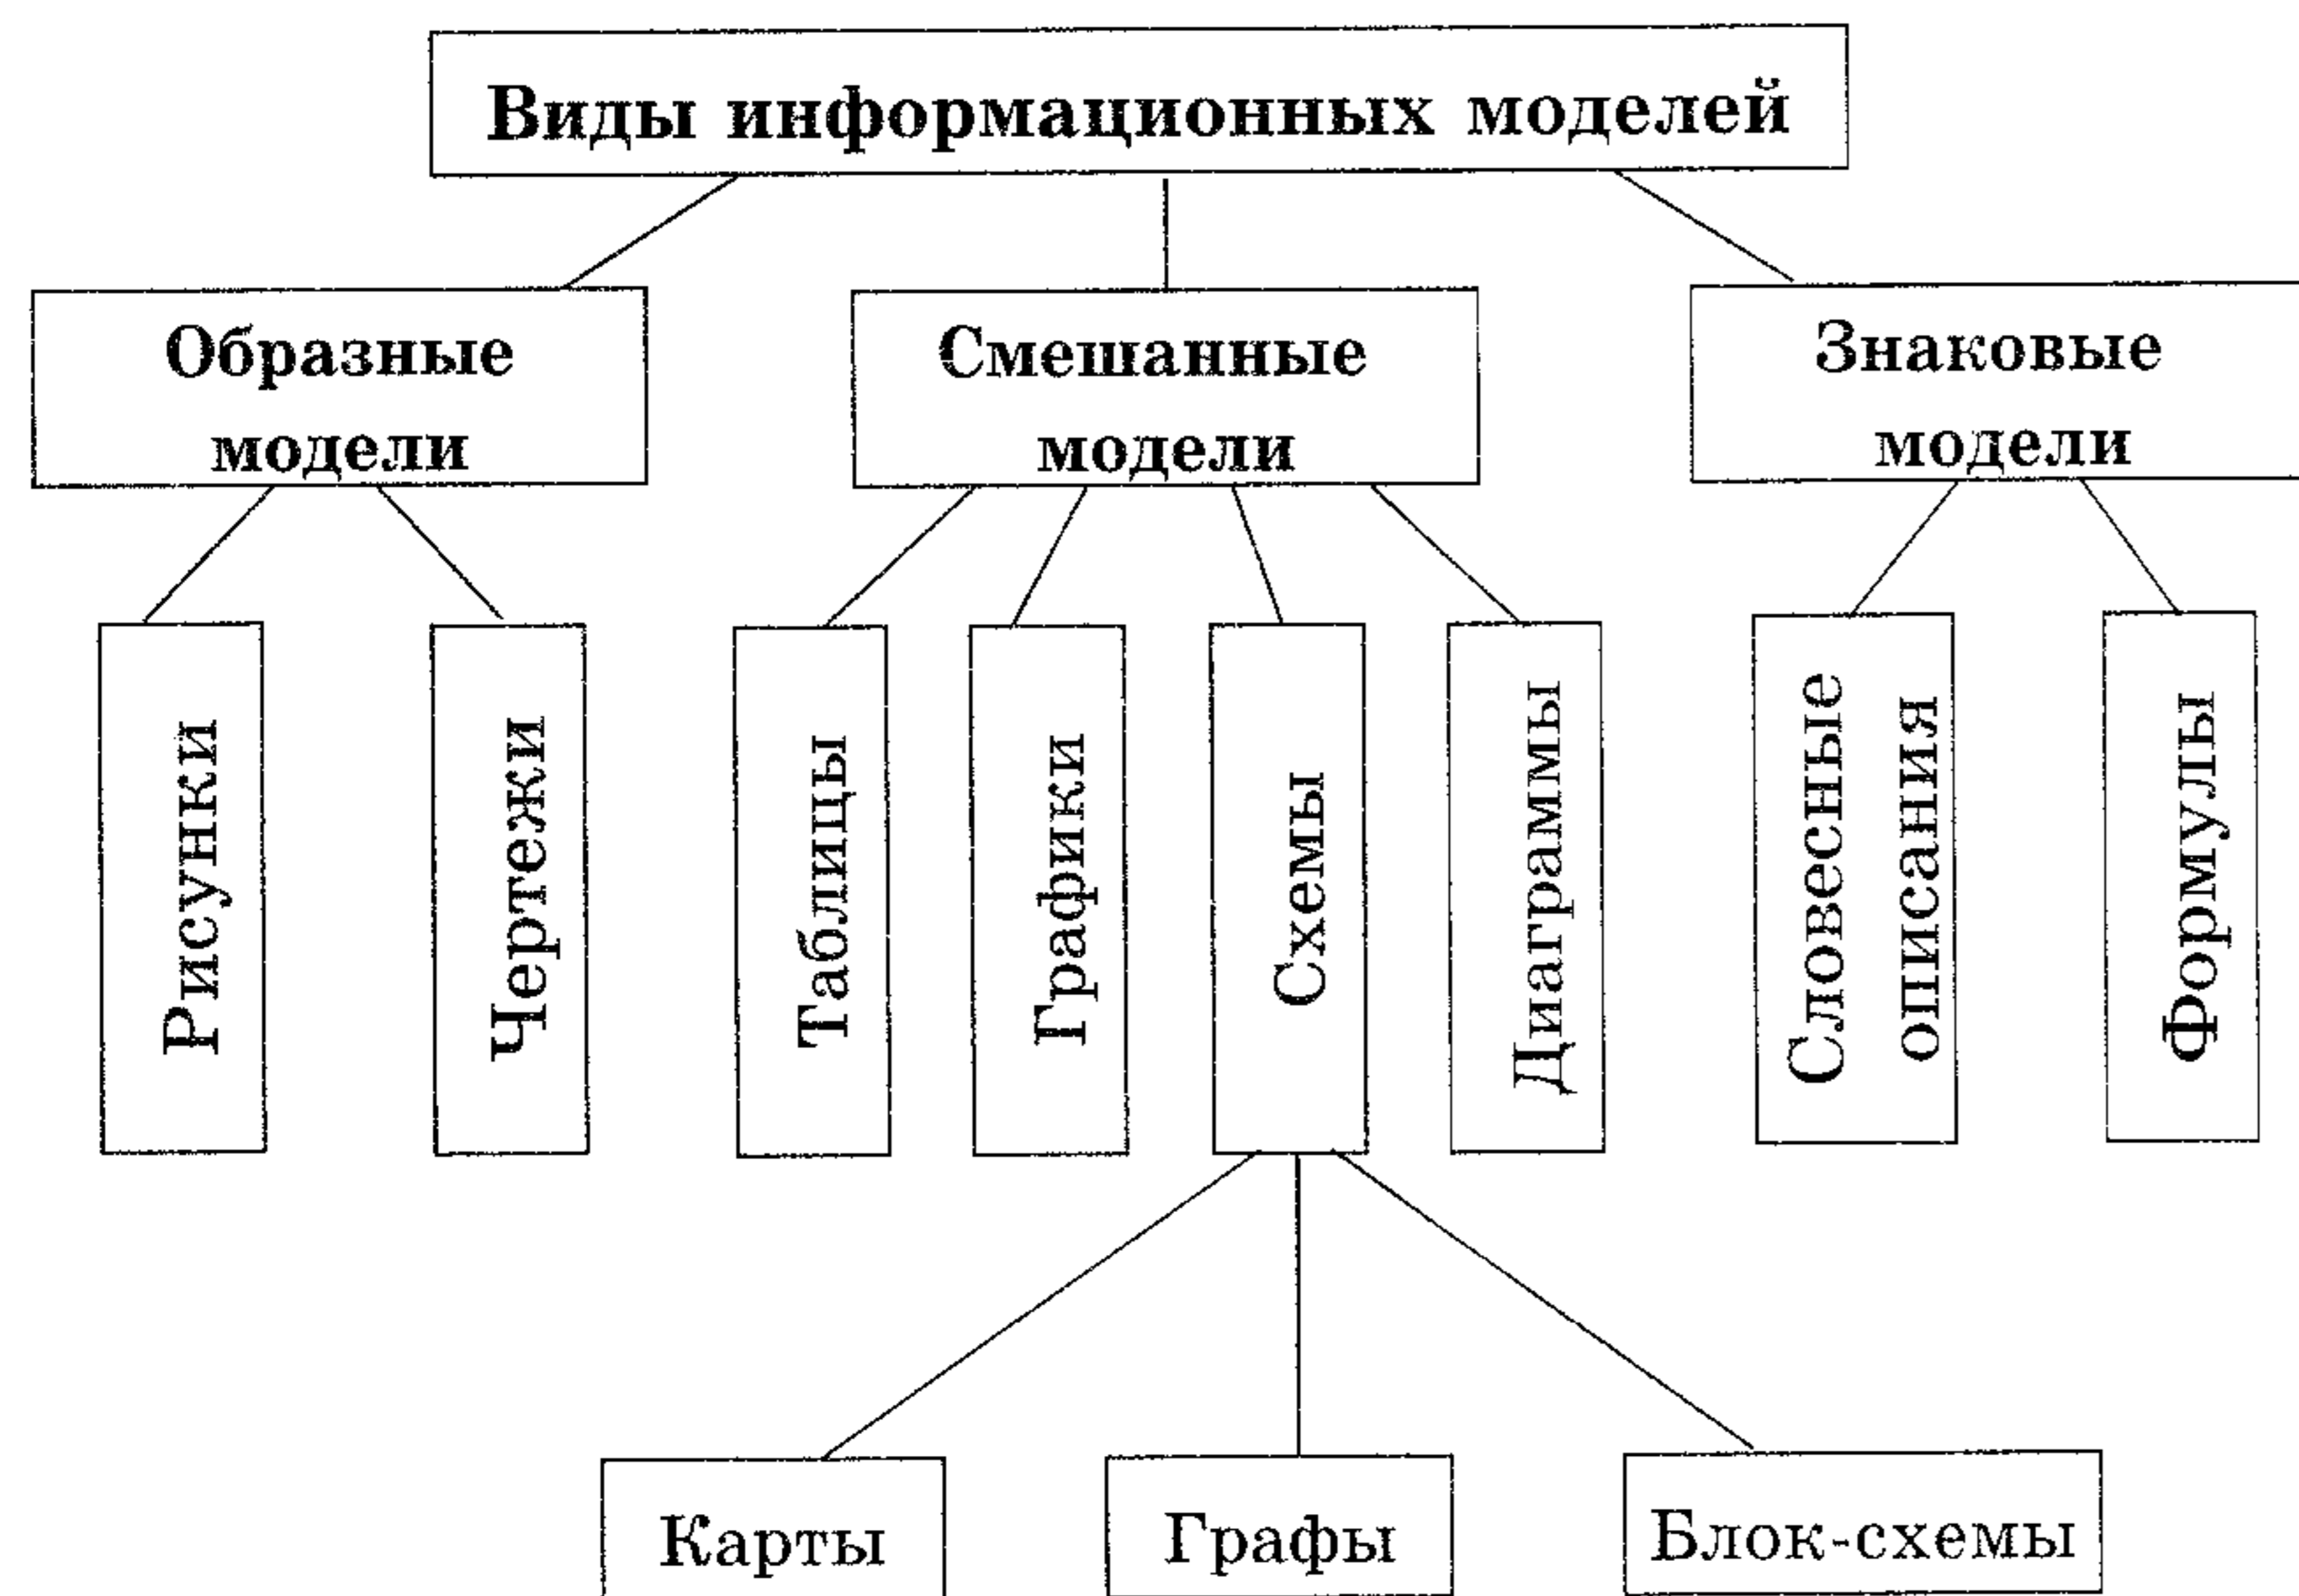 Виды информационных моделей
Образные
модели
Смешанные
модели
Знаковые
модели
Рисунки
Чертежи
Таблицы
Графики
Схемы
Диаграммы
Словесные
описания
Формулы
Карты
Графы
Блок-схемы